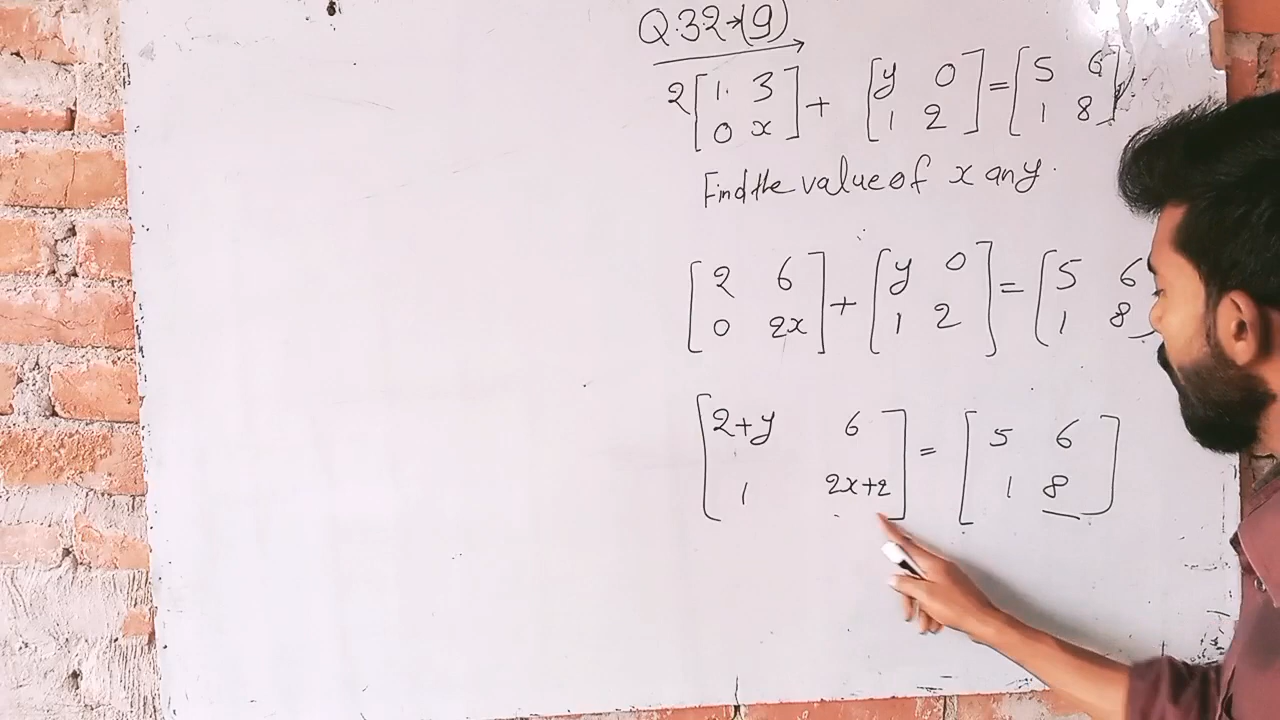 Q.32→(9)
2[1. 3] + [y 0] = [5 6]
[0 x] [1 2] [1 8]
Find the value of x any.
[2 6] + [y 0] = [5 6]
[0 2x] [1 2] [1 8]
[2+y 6] = [5 6]
[1 2x+2] [1 8]